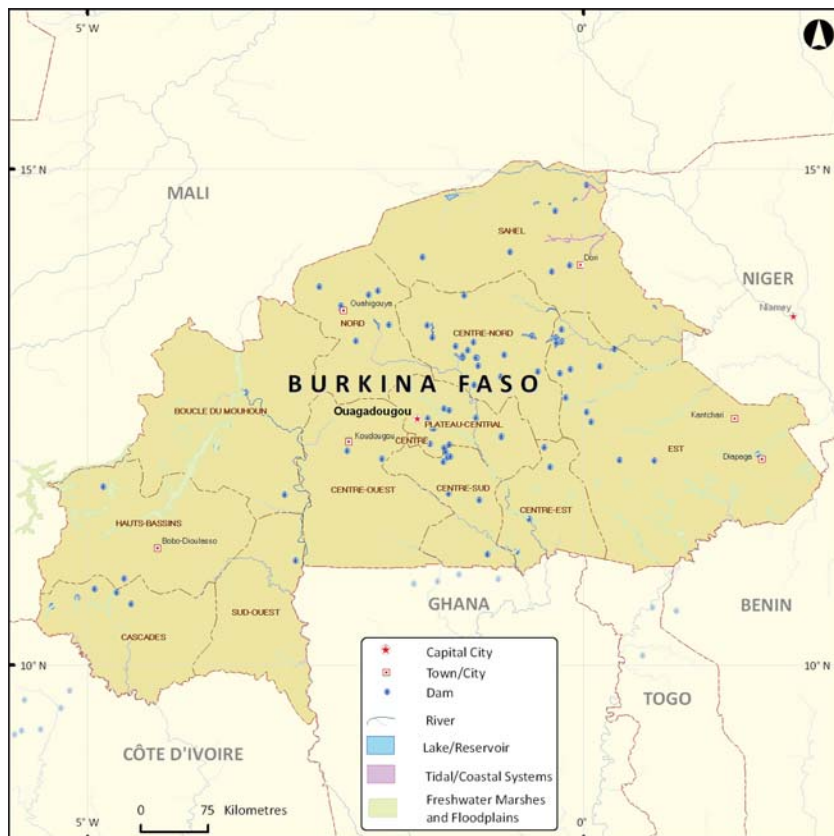 5° W
0°
15° N
15° N
MALI
SAHEL
Dori
NIGER
Niamey
Ouahigouya
NORD
CENTRE-NORD
BURKINA FASO
Ouagadougou
BOUCLE DU MOUHOUN
PLATEAU-CENTRAL
Kantchari
Koudougou
CENTRE
EST
Diapaga
CENTRE-OUEST
CENTRE-SUD
CENTRE-EST
HAUTS-BASSINS
Bobo-Dioulasso
GHANA
BENIN
SUD-OUEST
CASCADES
10° N
10° N
TOGO
CÔTE D'IVOIRE
Capital City
Town/City
Dam
River
Lake/Reservoir
Tidal/Coastal Systems
Freshwater Marshes
and Floodplains
0 75 Kilometres
5° W
0°